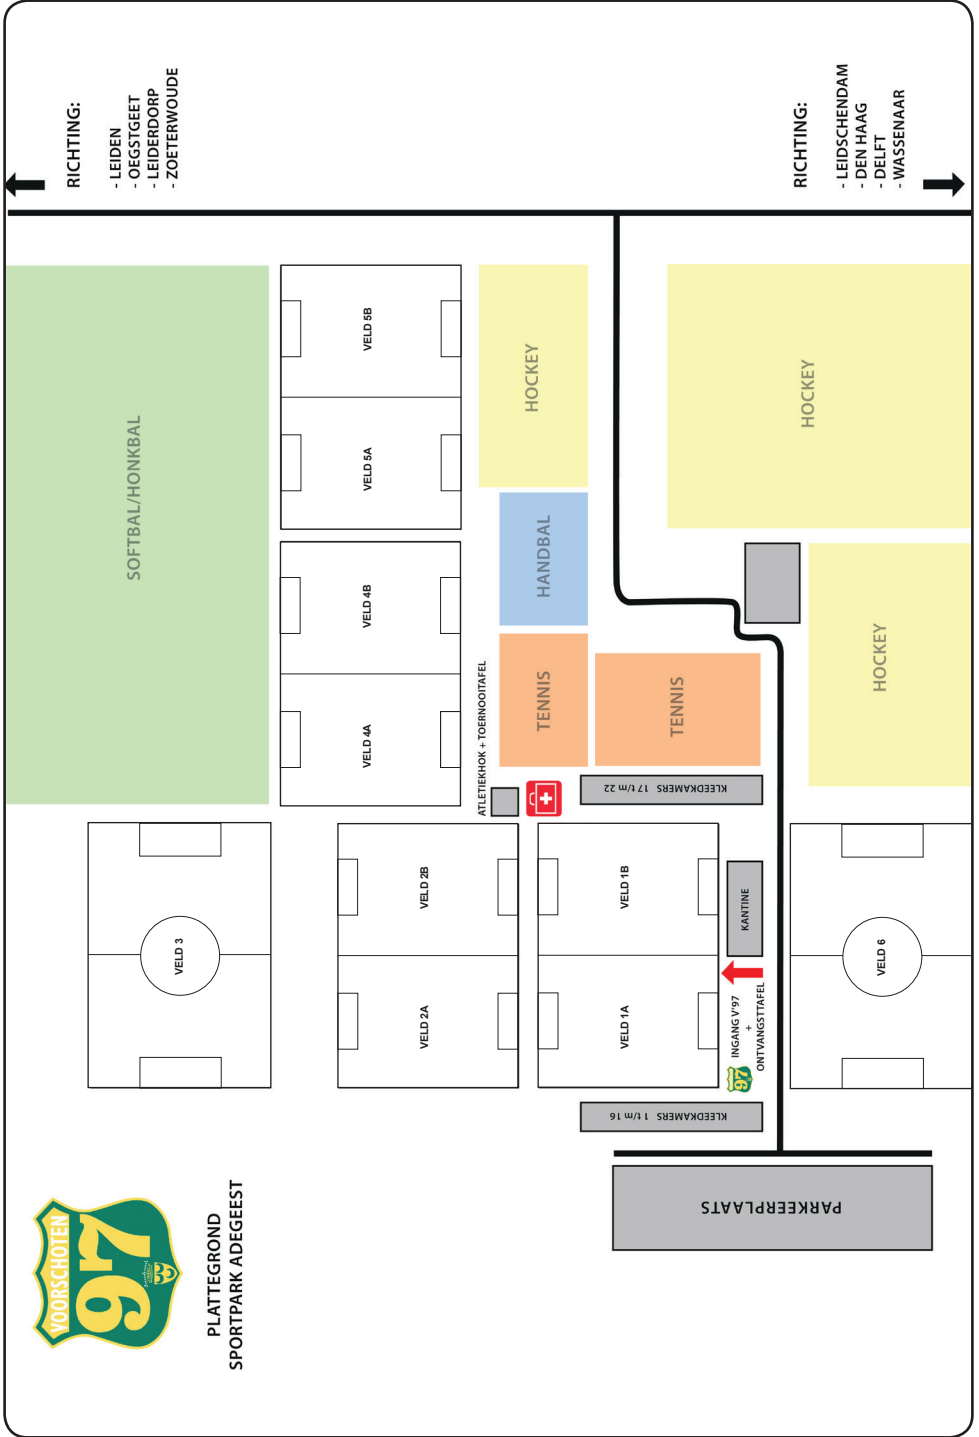 VOORSCHOTEN
97
PLATTEGROND
SPORTPARK ADEGEEST
RICHTING:
- LEIDEN
- OEGSTGEET
- LEIDERDORP
- ZOETERWOUDE
SOFTBAL/HONKBAL
VELD 3
VELD 4A
VELD 4B
VELD 5A
VELD 5B
VELD 2A
VELD 2B
ATLETIEKHOK + TOERNOOITAFEL
TENNIS
HANDBAL
HOCKEY
VELD 1A
VELD 1B
KLEEDKAMERS 1 t/m 16
KLEEDKAMERS 17 t/m 22
TENNIS
97
INGANG V'97
+
ONTVANGSTTAFEL
KANTINE
PARKEERPLAATS
VELD 6
HOCKEY
HOCKEY
RICHTING:
- LEIDSCHENDAM
- DEN HAAG
- DELFT
- WASSENAAR